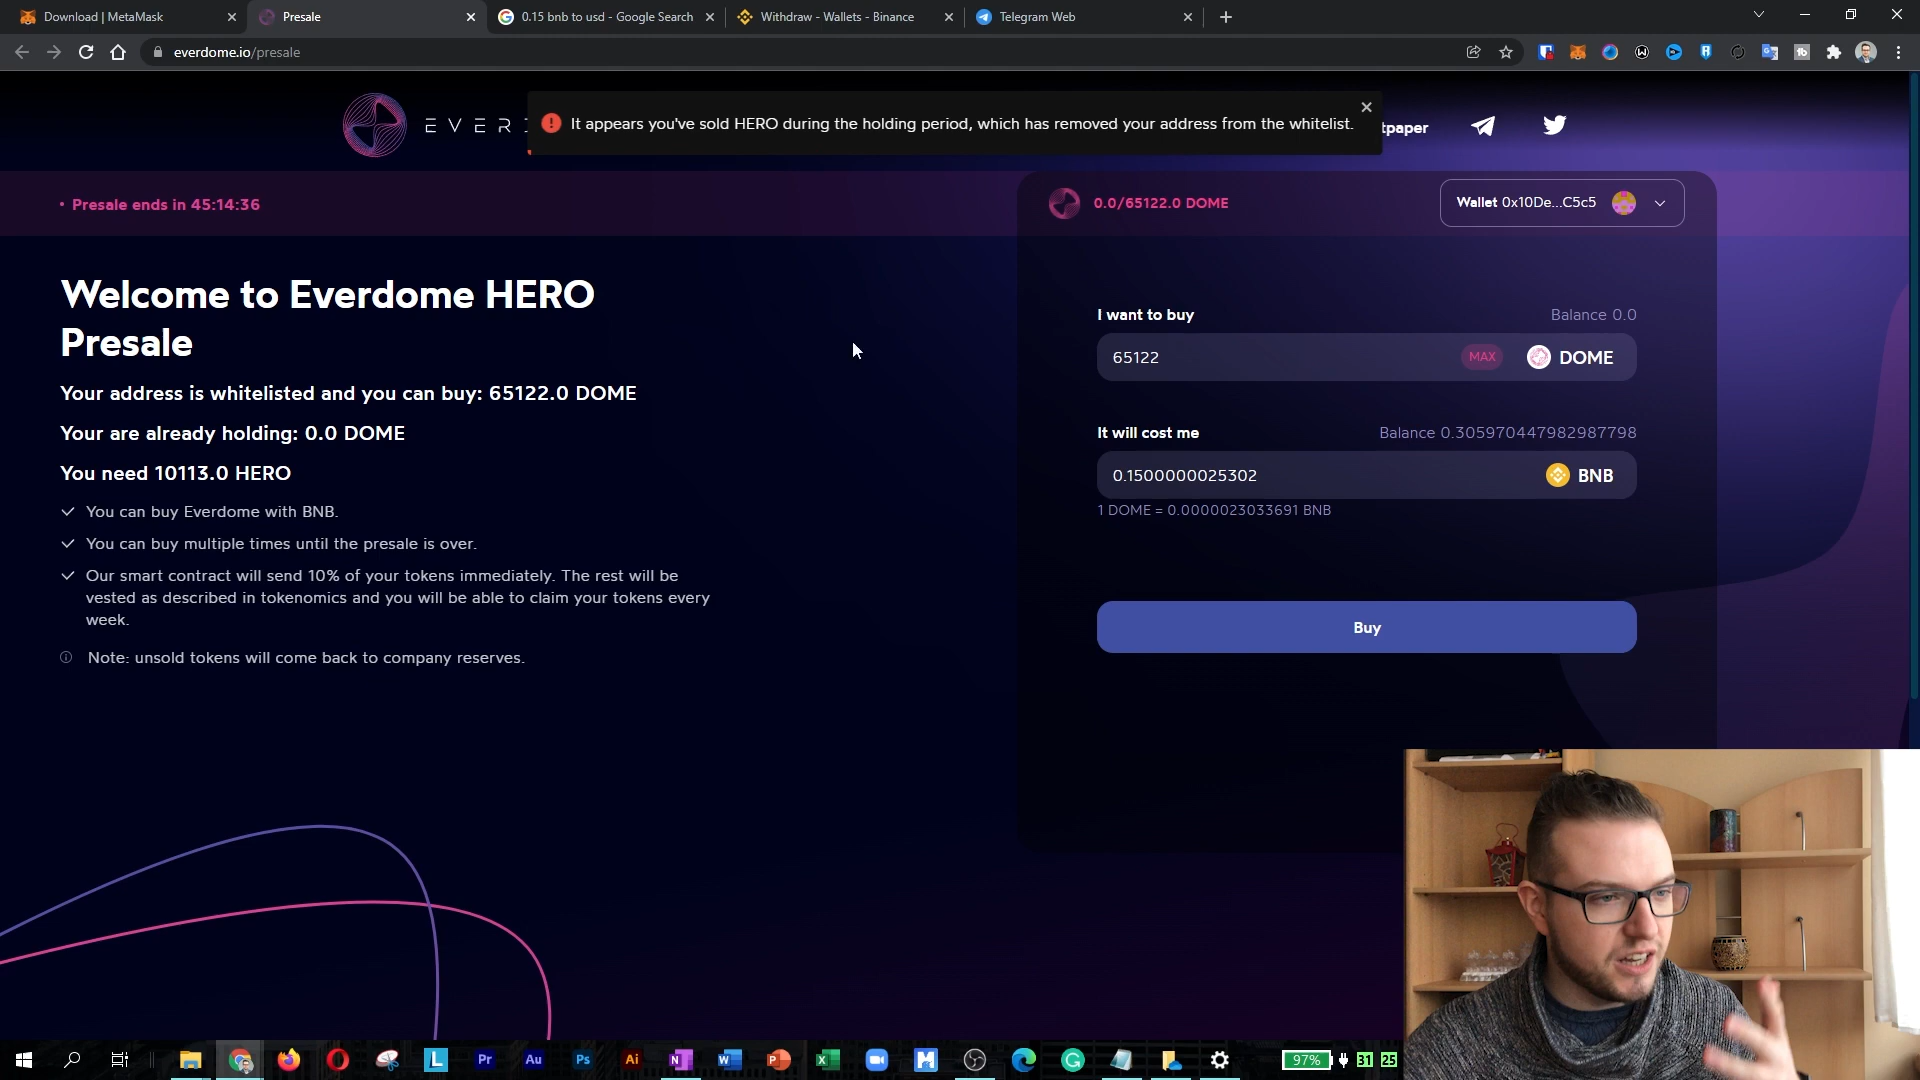 Download | MetaMask
Presale
0.15 bnb to usd - Google Search
Withdraw - Wallets - Binance
Telegram Web
everdome.io/presale
EVER
It appears you've sold HERO during the holding period, which has removed your address from the whitelist.
tpaper
• Presale ends in 45:14:36
0.0/65122.0 DOME
Wallet 0x10De...C5c5
Welcome to Everdome HERO
Presale
Your address is whitelisted and you can buy: 65122.0 DOME
Your are already holding: 0.0 DOME
You need 10113.0 HERO
You can buy Everdome with BNB.
You can buy multiple times until the presale is over.
Our smart contract will send 10% of your tokens immediately. The rest will be
vested as described in tokenomics and you will be able to claim your tokens every
week.
Note: unsold tokens will come back to company reserves.
I want to buy
Balance 0.0
65122
MAX
DOME
It will cost me
Balance 0.305970447982987798
0.1500000025302
BNB
1 DOME = 0.0000023033691 BNB
Buy
L
Pr
Au
Ps
Ai
97%
31
25